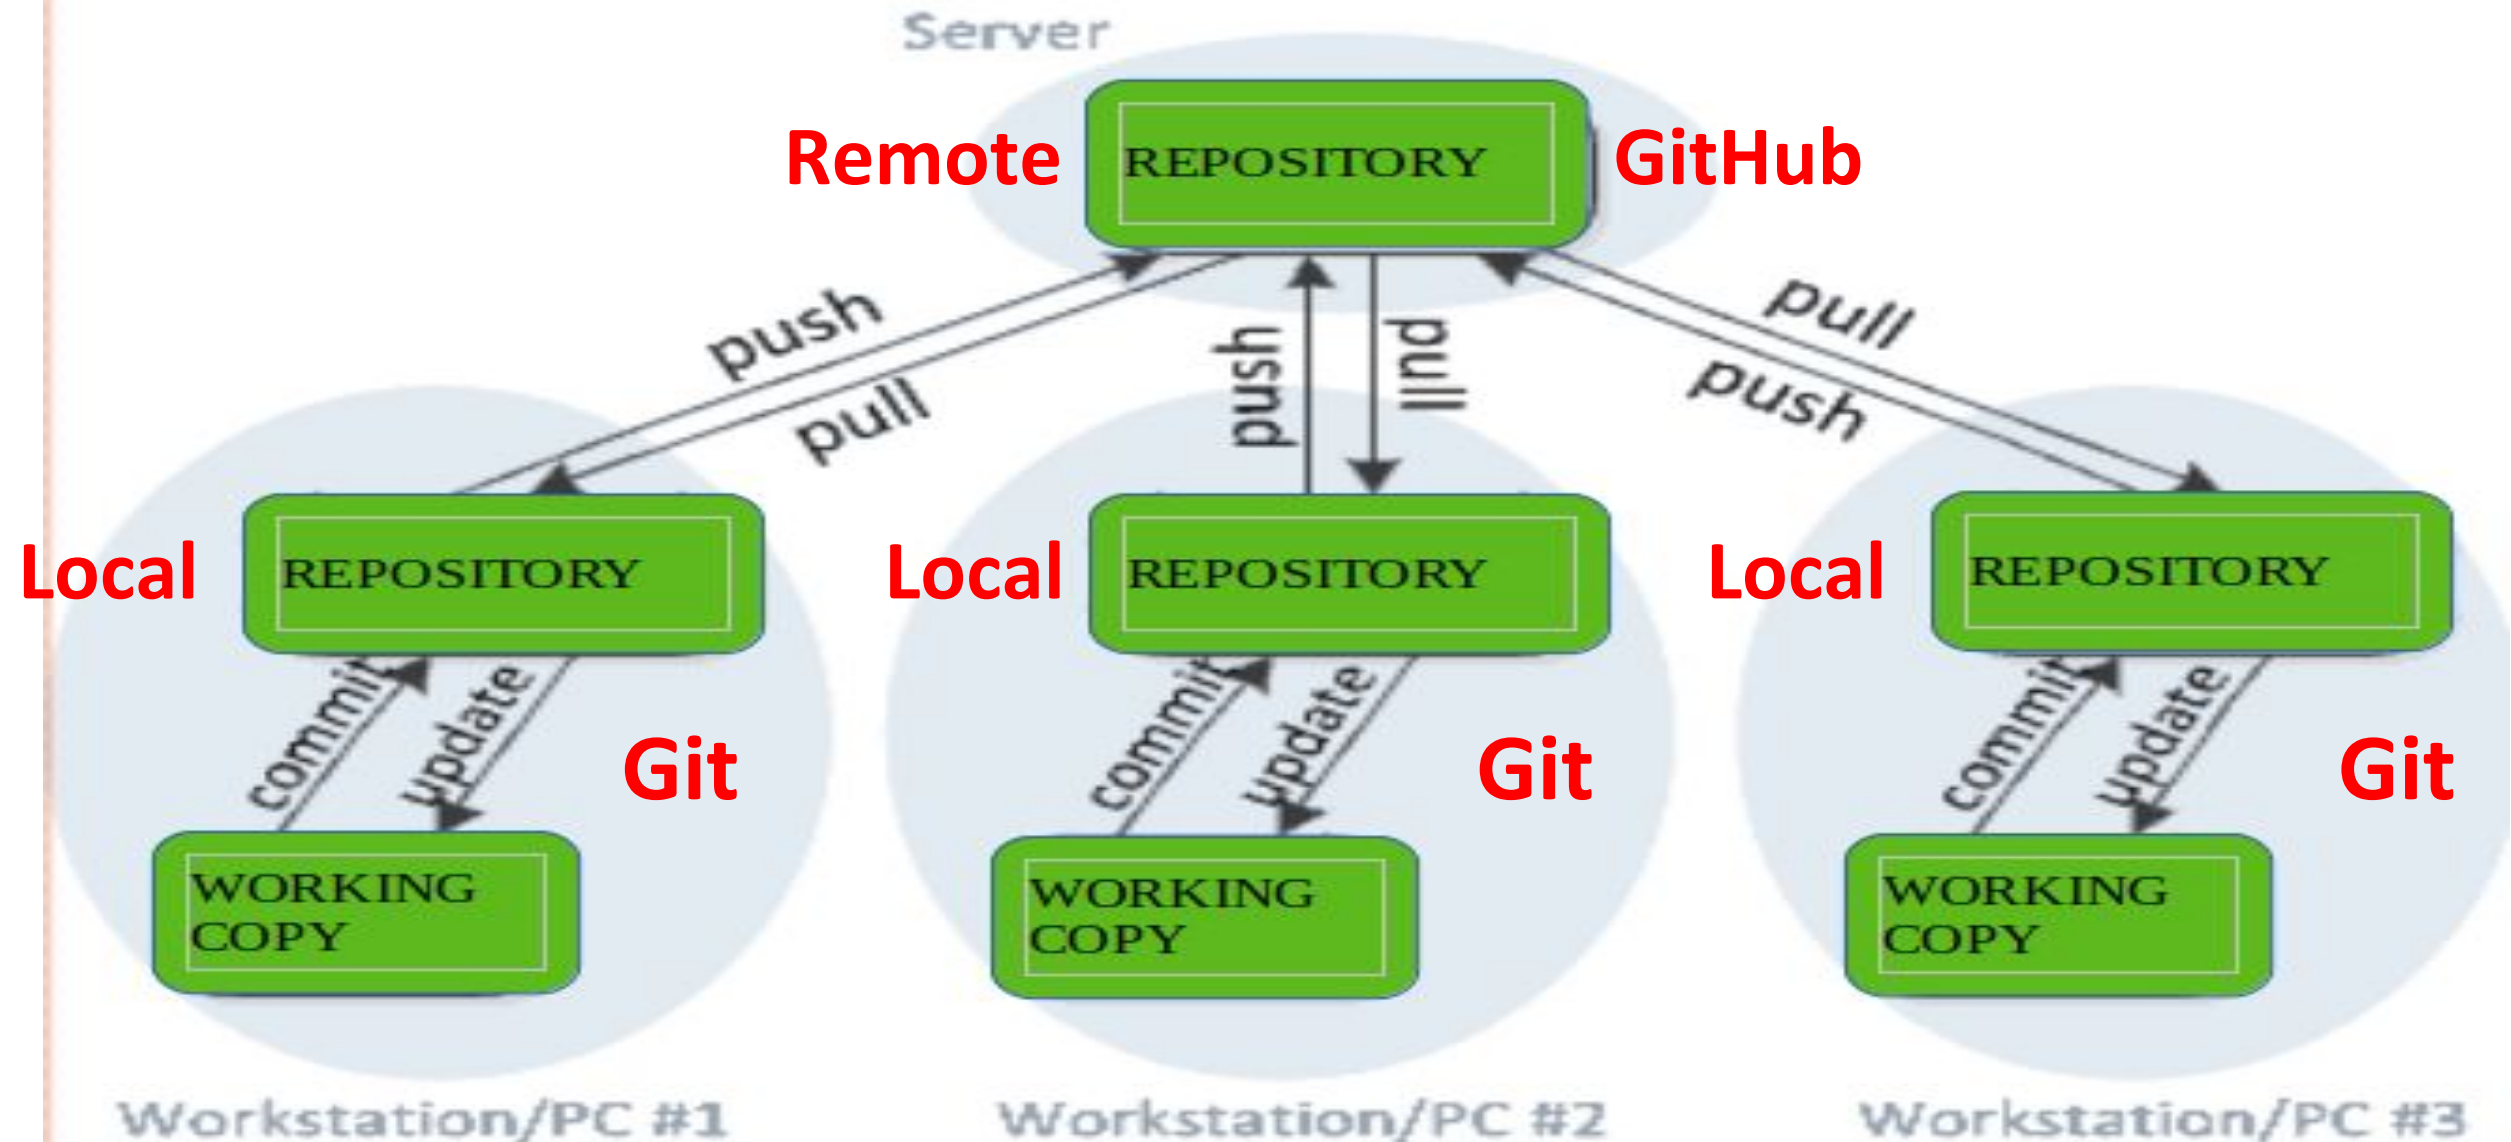 Server
Remote
REPOSITORY
GitHub
push
pull
push
pull
pull
push
Local
REPOSITORY
Local
REPOSITORY
Local
REPOSITORY
commit
update
Git
commit
update
Git
commit
update
Git
WORKING
COPY
WORKING
COPY
WORKING
COPY
Workstation/PC #1
Workstation/PC #2
Workstation/PC #3